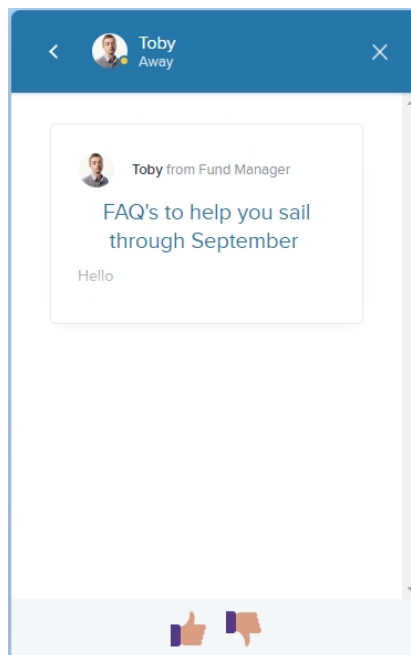 Toby
Away
Toby from Fund Manager
FAQ's to help you sail
through September
Hello